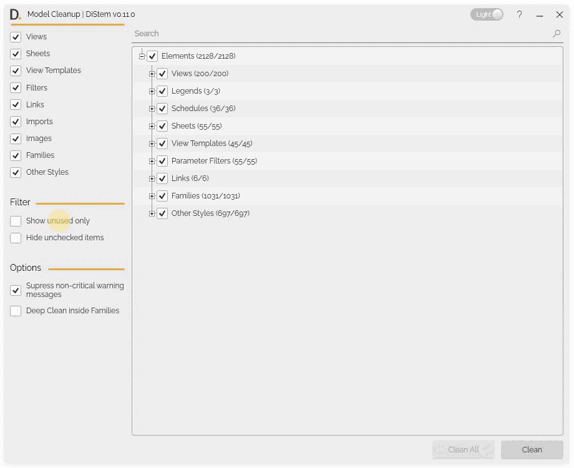 D. Model Cleanup | DiStem v0.11.0
Light
?
Search
Views
Sheets
View Templates
Filters
Links
Imports
Images
Families
Other Styles
Filter
Show unused only
Hide unchecked items
Options
Supress non-critical warning
messages
Deep Clean inside Families
Elements (2128/2128)
Views (200/200)
Legends (3/3)
Schedules (36/36)
Sheets (55/55)
View Templates (45/45)
Parameter Filters (55/55)
Links (6/6)
Families (1031/1031)
Other Styles (697/697)
Clean All
Clean